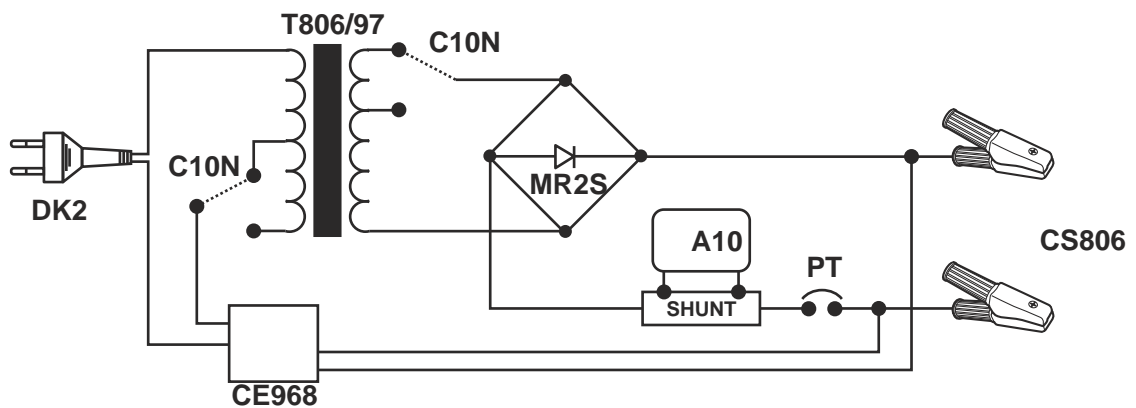 T806/97
C10N
C10N
DK2
MR2S
A10
SHUNT
PT
CS806
CE968